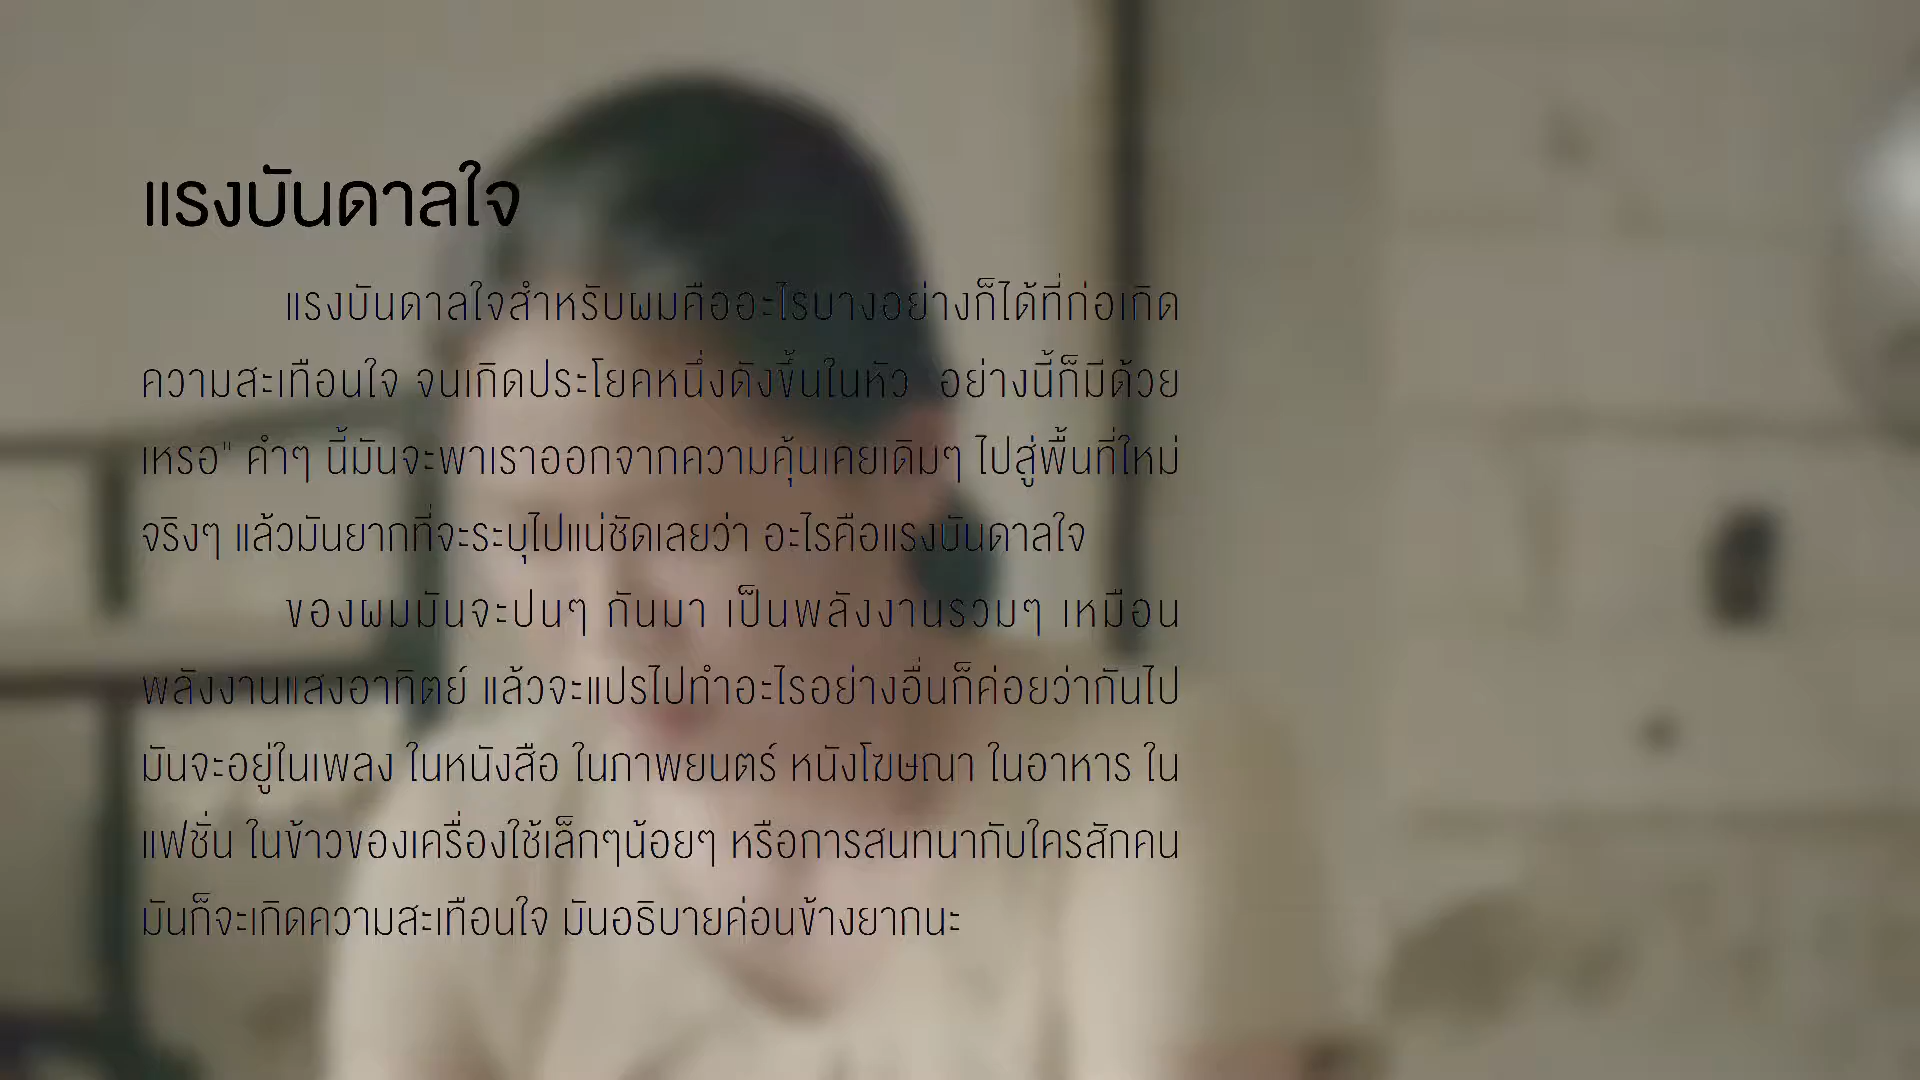 แรงบันดาลใจ
แรงบันดาลใจสำหรับผมคืออะไรบางอย่างก็ได้ที่ก่อเกิด
ความสะเทือนใจ จนเกิดประโยคหนึ่งดังขึ้นในหัว  อย่างนี้ก็มีด้วย
เหรอ" คำๆ นี้มันจะพาเราออกจากความคุ้นเคยเดิมๆ ไปสู่พื้นที่ใหม่
จริงๆ แล้วมันยากที่จะระบุไปแน่ชัดเลยว่า อะไรคือแรงบันดาลใจ
ของผมมันจะปนๆ กันมา เป็นพลังงานรวมๆ เหมือน
พลังงานแสงอาทิตย์ แล้วจะแปรไปทำอะไรอย่างอื่นก็ค่อยว่ากันไป
มันจะอยู่ในเพลง ในหนังสือ ในภาพยนตร์ หนังโฆษณา ในอาหาร ใน
แฟชั่น ในข้าวของเครื่องใช้เล็กๆน้อยๆ หรือการสนทนากับใครสักคน
มันก็จะเกิดความสะเทือนใจ มันอธิบายค่อนข้างยากนะ